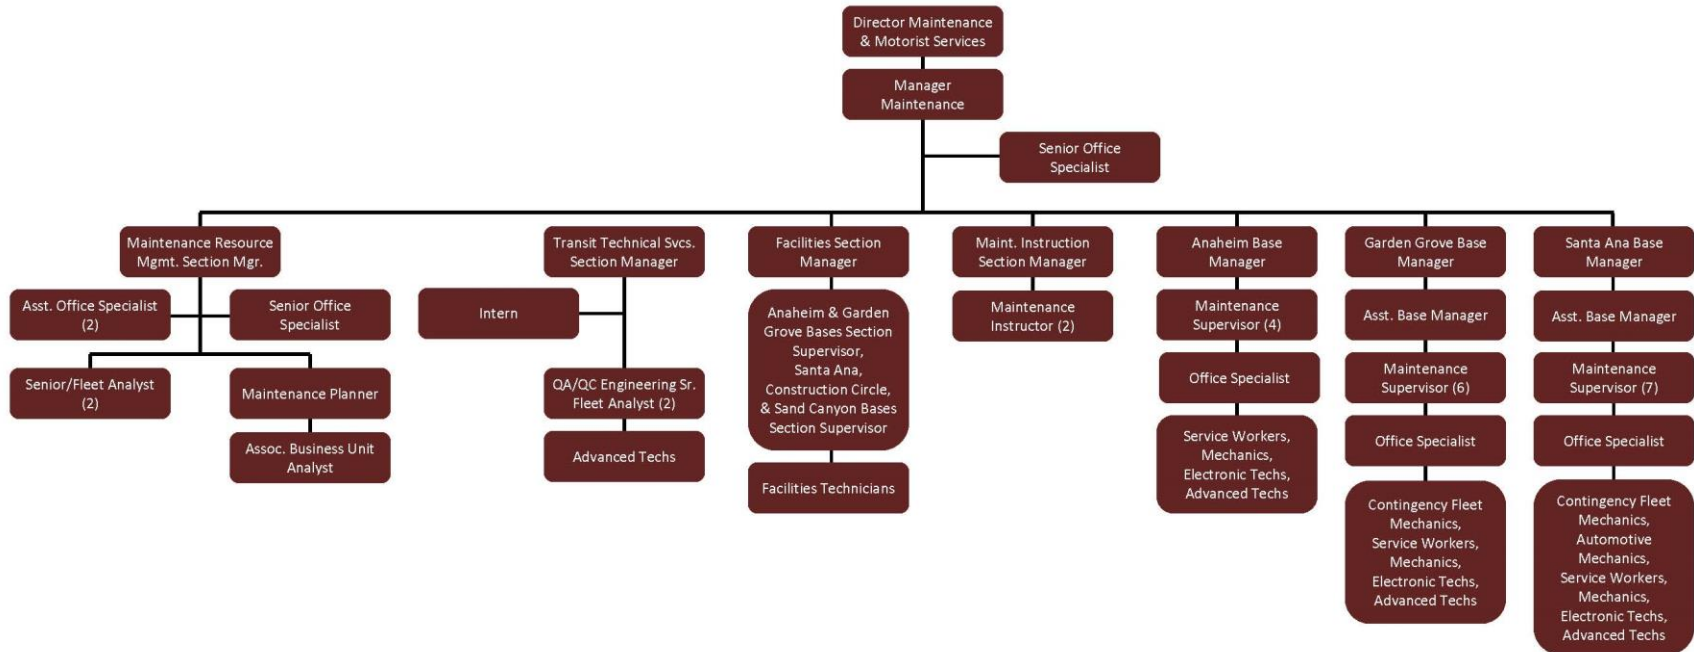 Director Maintenance
& Motorist Services
Manager
Maintenance
Senior Office
Specialist
Maintenance Resource
Mgmt. Section Mgr.
Asst. Office Specialist
(2)
Senior Office
Specialist
Senior/Fleet Analyst
(2)
Maintenance Planner
Assoc. Business Unit
Analyst
Transit Technical Svcs.
Section Manager
Intern
QA/QC Engineering Sr.
Fleet Analyst (2)
Advanced Techs
Facilities Section
Manager
Anaheim & Garden
Grove Bases Section
Supervisor,
Santa Ana,
Construction Circle,
& Sand Canyon Bases
Section Supervisor
Facilities Technicians
Maint. Instruction
Section Manager
Maintenance
Instructor (2)
Anaheim Base
Manager
Maintenance
Supervisor (4)
Office Specialist
Service Workers,
Mechanics,
Electronic Techs,
Advanced Techs
Garden Grove Base
Manager
Asst. Base Manager
Maintenance
Supervisor (6)
Office Specialist
Contingency Fleet
Mechanics,
Service Workers,
Mechanics,
Electronic Techs,
Advanced Techs
Santa Ana Base
Manager
Asst. Base Manager
Maintenance
Supervisor (7)
Office Specialist
Contingency Fleet
Mechanics,
Automotive
Mechanics,
Service Workers,
Mechanics,
Electronic Techs,
Advanced Techs